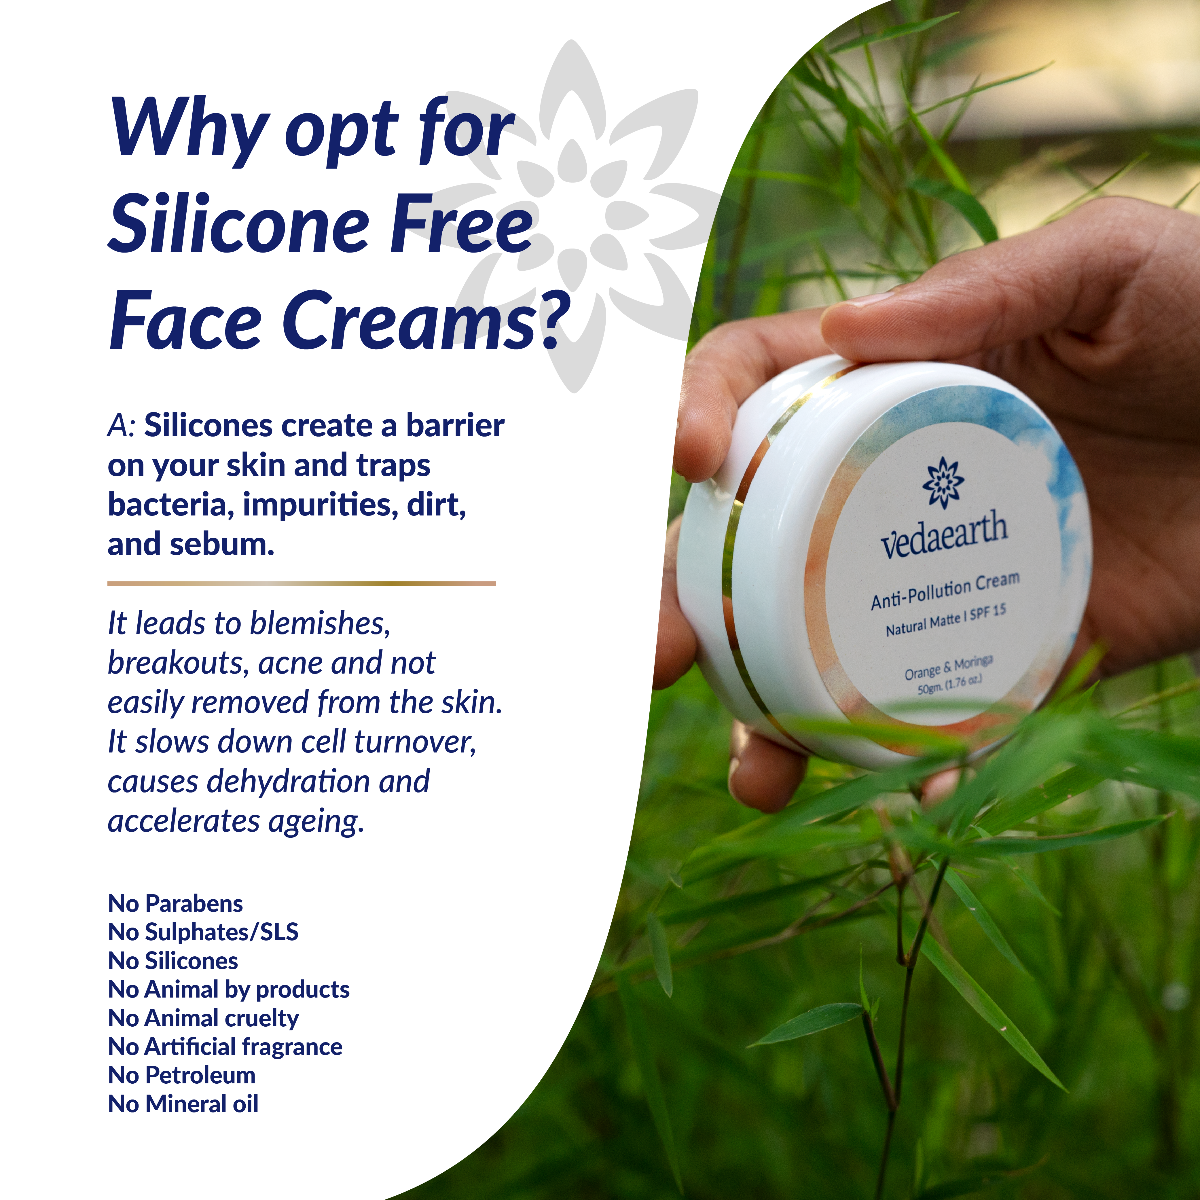 Why opt for
Silicone Free
Face Creams?
A: Silicones create a barrier
on your skin and traps
bacteria, impurities, dirt,
and sebum.
It leads to blemishes,
breakouts, acne and not
easily removed from the skin.
It slows down cell turnover,
causes dehydration and
accelerates ageing.
No Parabens
No Sulphates/SLS
No Silicones
No Animal by products
No Animal cruelty
No Artificial fragrance
No Petroleum
No Mineral oil
vedaearth
Anti-Pollution Cream
Natural Matte | SPF 15
Orange & Moringa
50gm. (1.76 oz.)